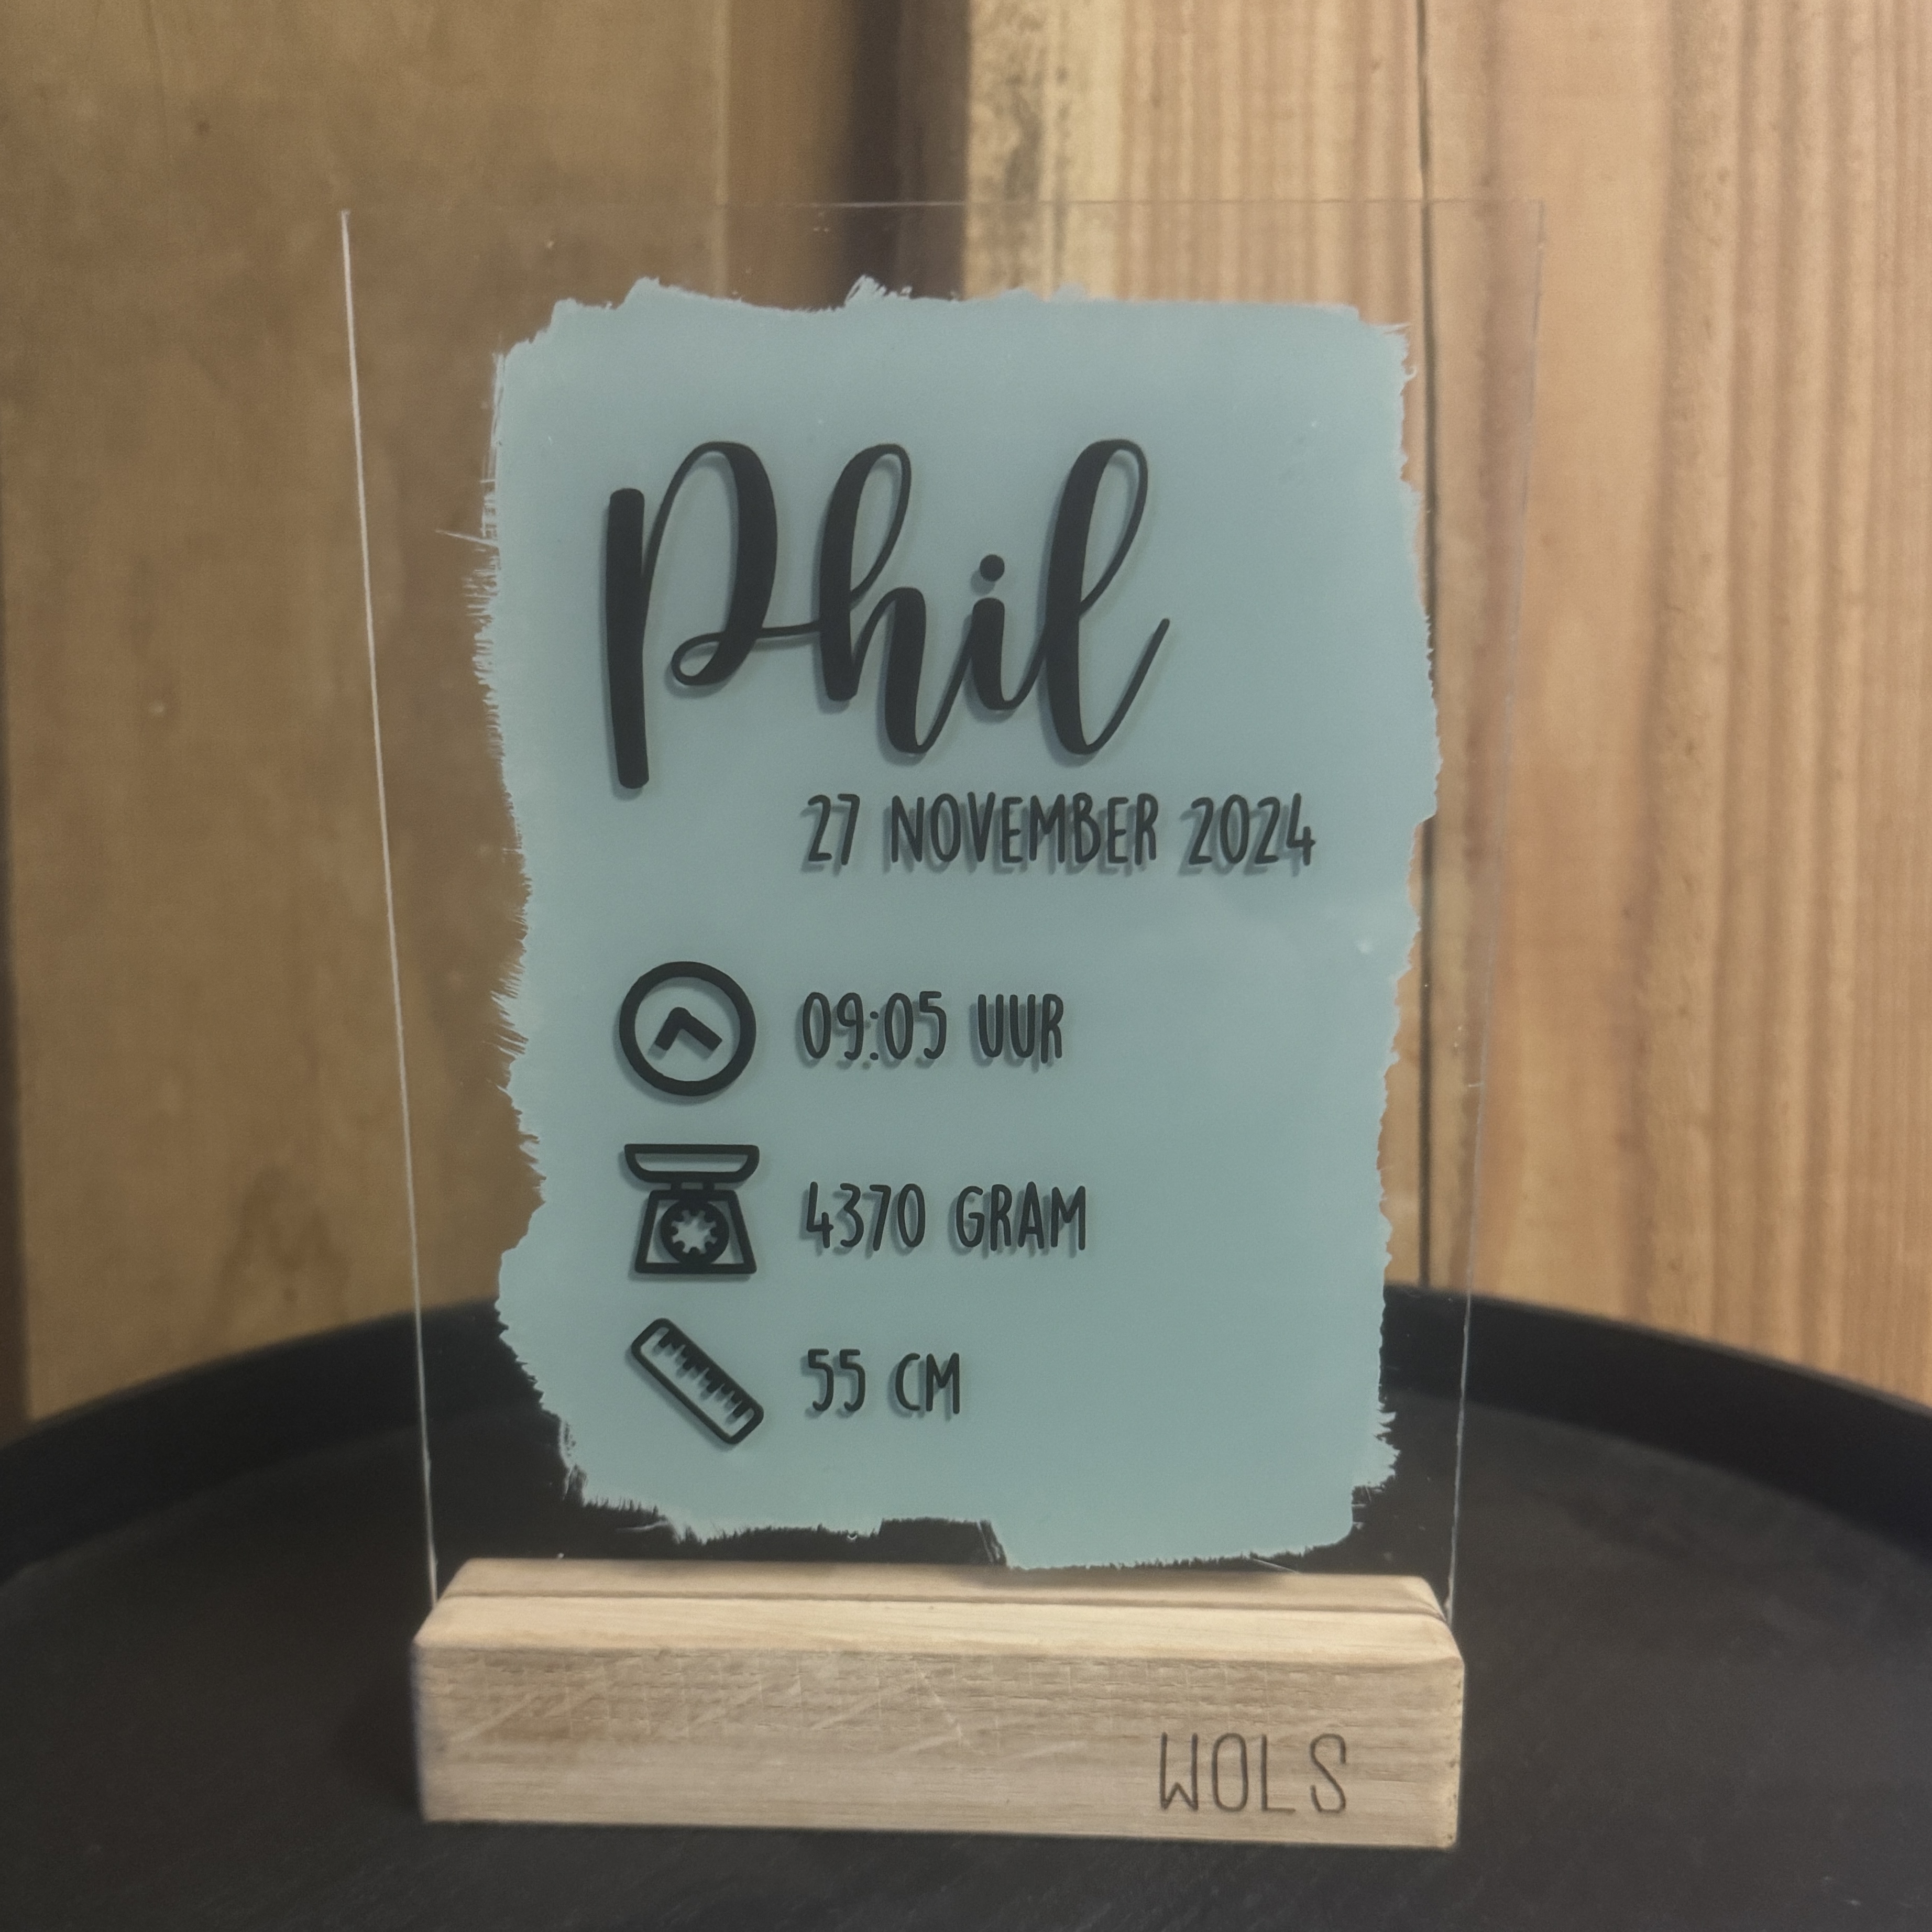 Phil
27 NOVEMBER 2024
09:05 UUR
4370 GRAM
55 CM
WOLS